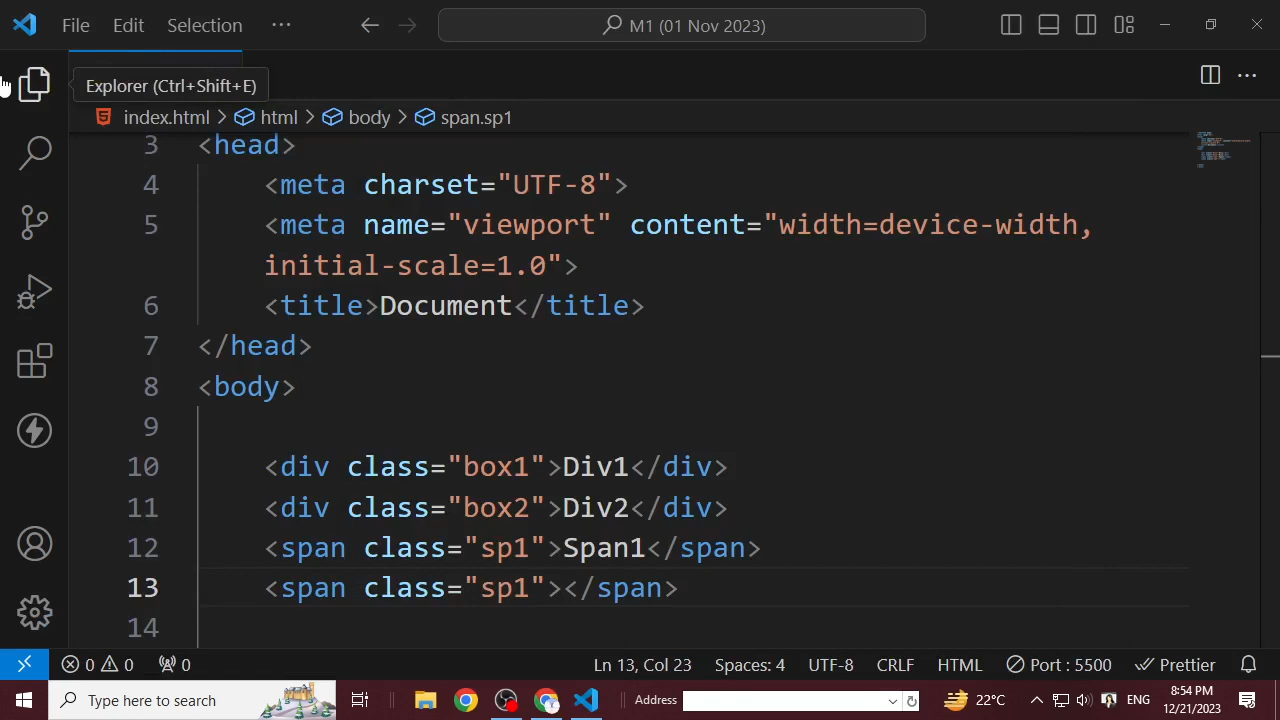 File Edit Selection ···
M1 (01 Nov 2023)
Explorer (Ctrl+Shift+E)
index.html > html > body > span.sp1
3 <head>
4 <meta charset="UTF-8">
5 <meta name="viewport" content="width=device-width,
initial-scale=1.0">
6 <title>Document</title>
7 </head>
8 <body>
9
10 <div class="box1">Div1</div>
11 <div class="box2">Div2</div>
12 <span class="sp1">Span1</span>
13 <span class="sp1"></span>
14
0 0 0 Ln 13, Col 23 Spaces: 4 UTF-8 CRLF HTML Port : 5500 Prettier
Type here to search Address 22°C ENG 8:54 PM
12/21/2023